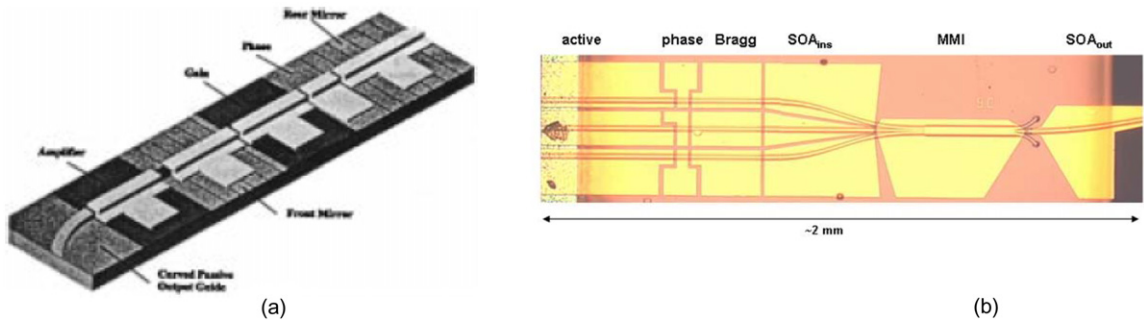 Rear Mirror
Phase
Gain
Amplifier
Front Mirror
Curved Passive
Output Guide
(a)
active phase Bragg SOAins MMI SOAout
~2 mm
(b)